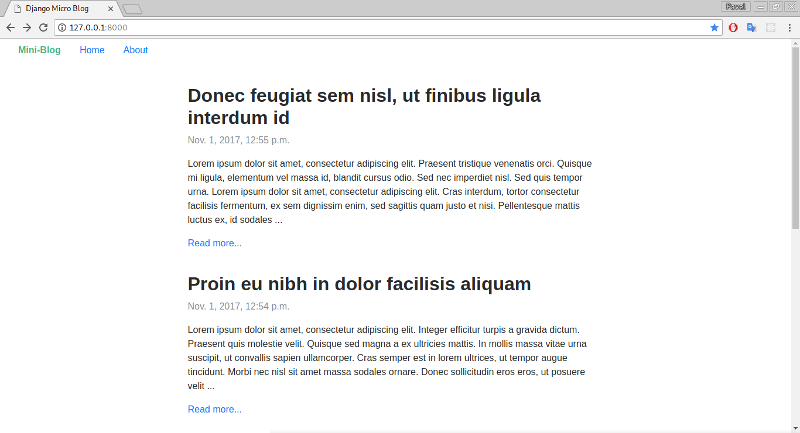 Django Micro Blog
Pavel
127.0.0.1:8000
Mini-Blog Home About
Donec feugiat sem nisl, ut finibus ligula
interdum id
Nov. 1, 2017, 12:55 p.m.
Lorem ipsum dolor sit amet, consectetur adipiscing elit. Praesent tristique venenatis orci. Quisque
mi ligula, elementum vel massa id, blandit cursus odio. Sed nec imperdiet nisl. Sed quis tempor
urna. Lorem ipsum dolor sit amet, consectetur adipiscing elit. Cras interdum, tortor consectetur
facilisis fermentum, ex sem dignissim enim, sed sagittis quam justo et nisi. Pellentesque mattis
luctus ex, id sodales ...
Read more...
Proin eu nibh in dolor facilisis aliquam
Nov. 1, 2017, 12:54 p.m.
Lorem ipsum dolor sit amet, consectetur adipiscing elit. Integer efficitur turpis a gravida dictum.
Praesent quis molestie velit. Quisque sed magna a ex ultricies mattis. In mollis massa vitae urna
suscipit, ut convallis sapien ullamcorper. Cras semper est in lorem ultrices, ut tempor augue
tincidunt. Morbi nec nisl sit amet massa sodales ornare. Donec sollicitudin eros eros, ut posuere
velit ...
Read more...